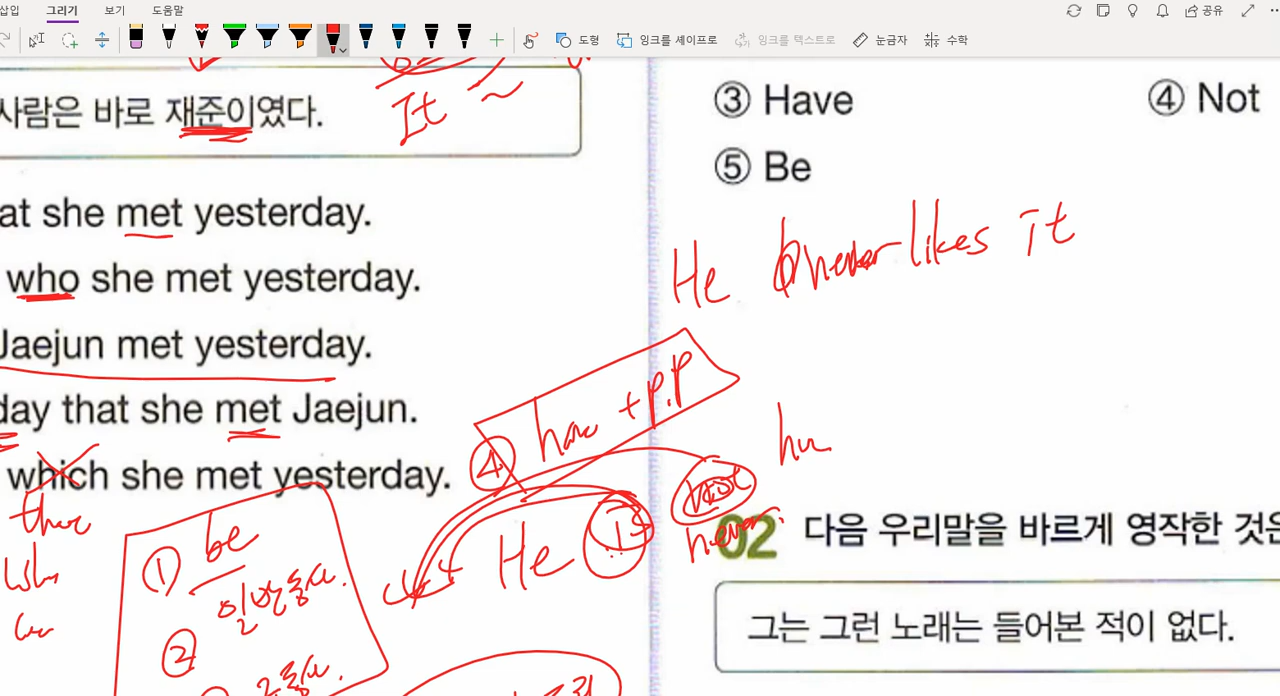 삽입 그리기 보기 도움말
공유
도형 잉크를 셰이프로 잉크를 텍스트로 눈금자 수학
사람은 바로 재준이였다.
It ~
at she met yesterday.
who she met yesterday.
Jaejun met yesterday.
day that she met Jaejun.
which she met yesterday.
④ have + p.p
① be
일반동사.
②
He is not
never
③ Have ④ Not
⑤ Be
He never likes it
02 다음 우리말을 바르게 영작한 것은
그는 그런 노래는 들어본 적이 없다.